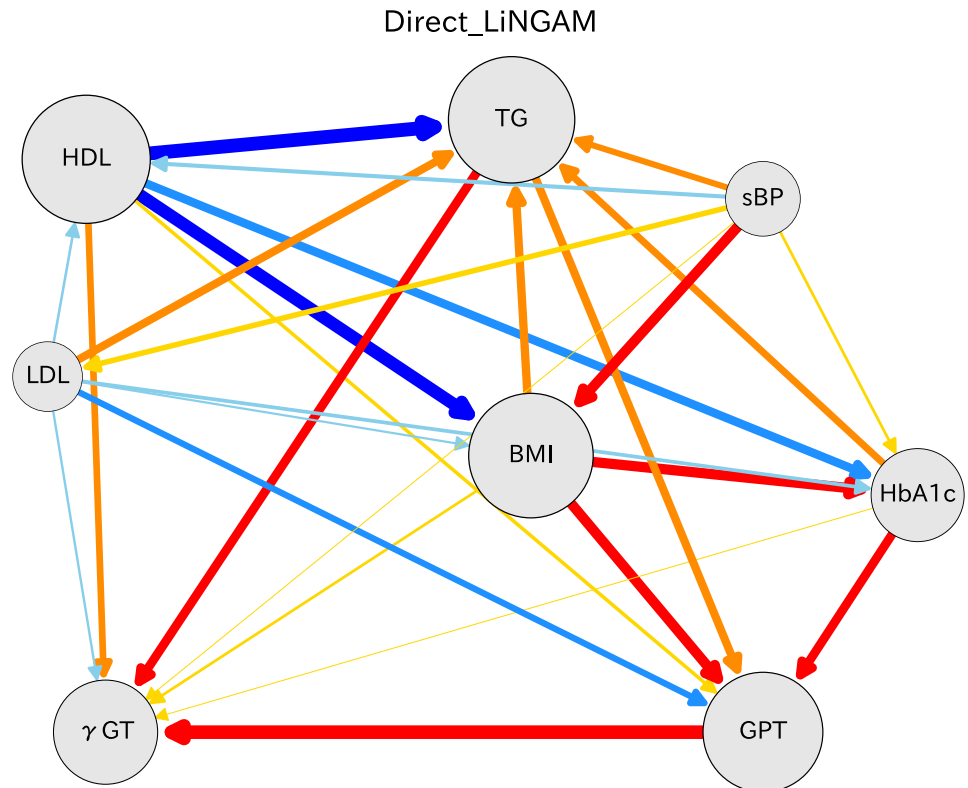 Direct_LiNGAM
TG
HDL
sBP
LDL
BMI
HbA1c
γGT
GPT